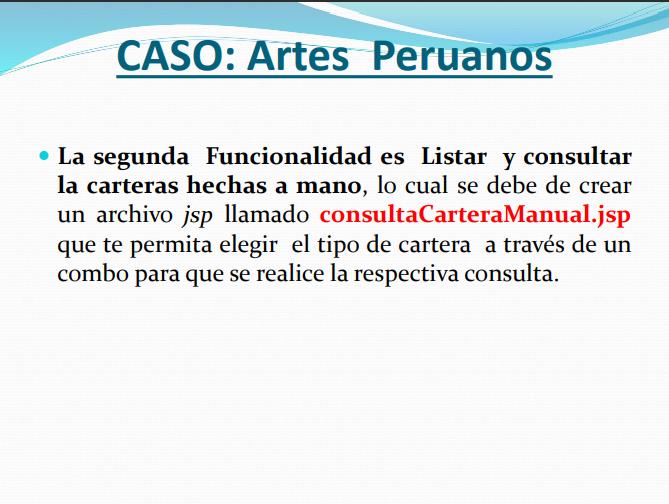 CASO: Artes Peruanos
• La segunda Funcionalidad es Listar y consultar
la carteras hechas a mano, lo cual se debe de crear
un archivo jsp llamado consultaCarteraManual.jsp
que te permita elegir el tipo de cartera a través de un
combo para que se realice la respectiva consulta.